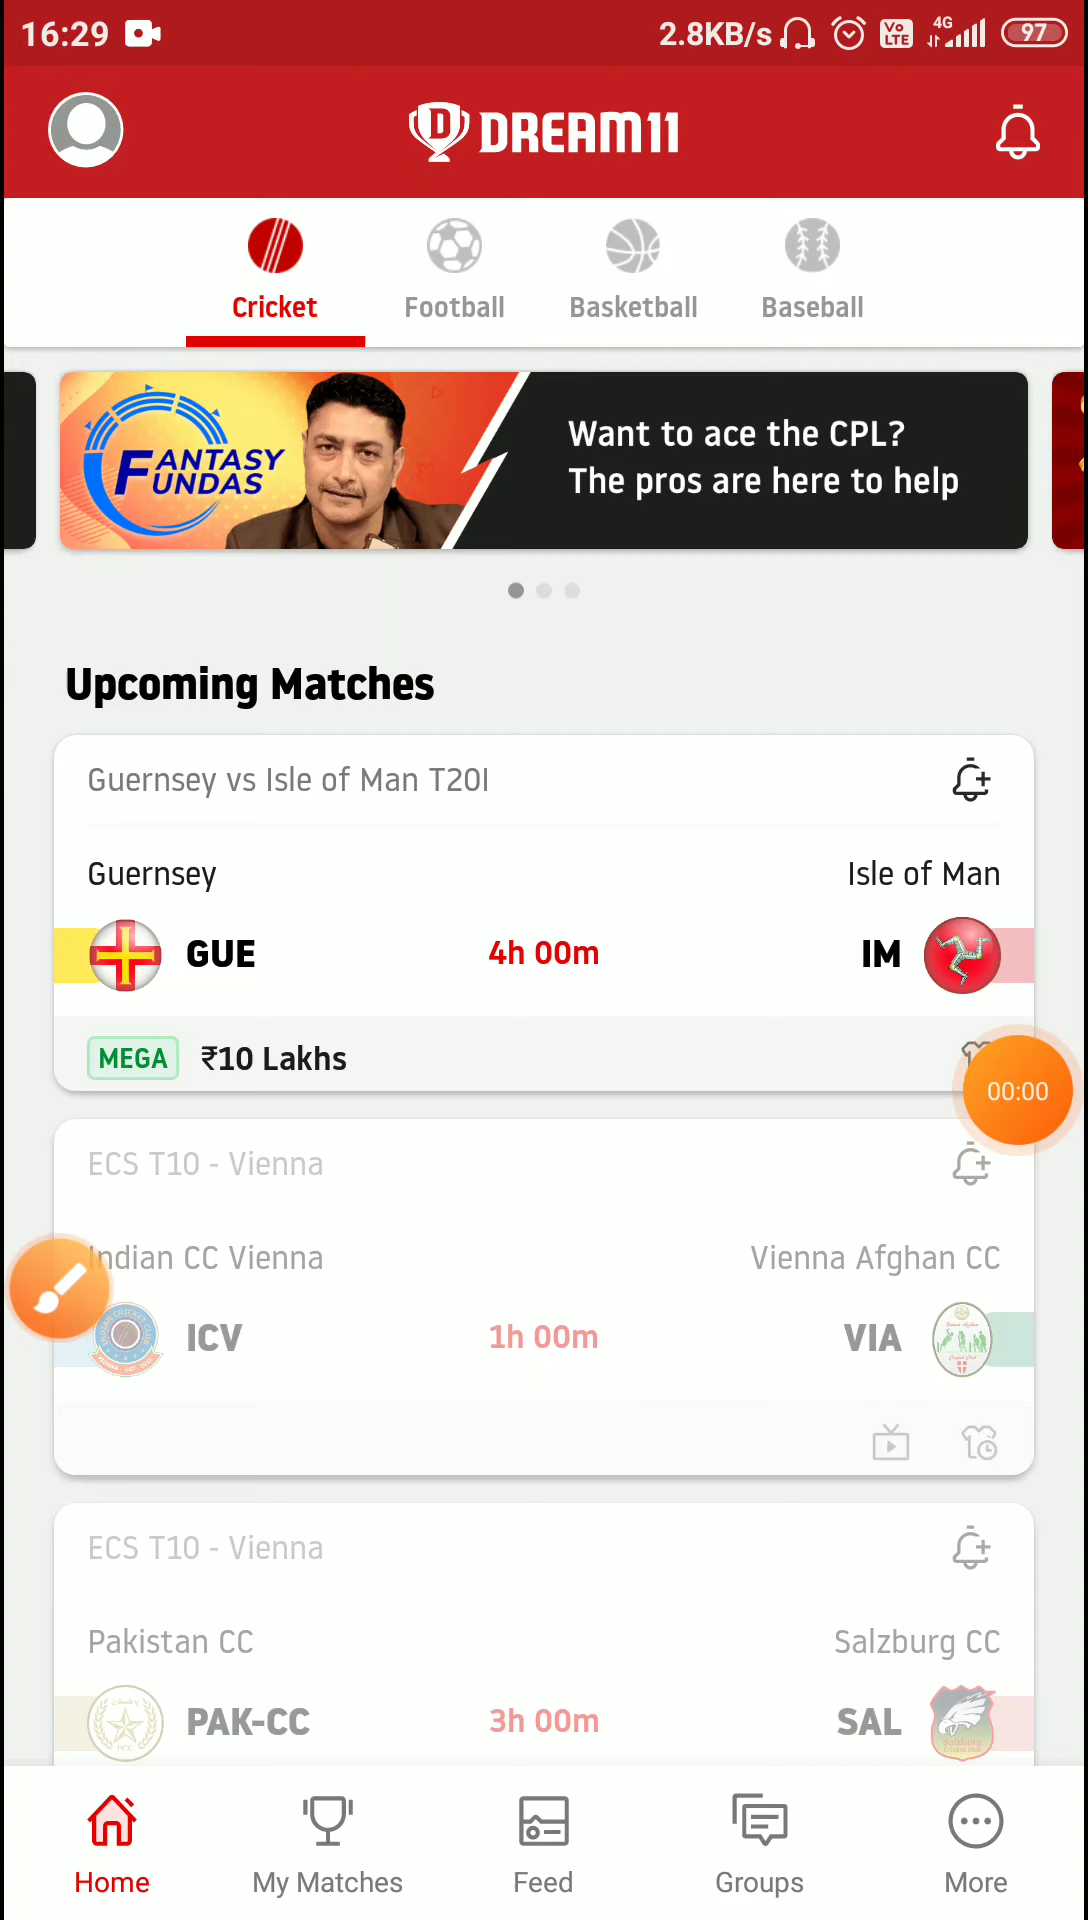 16:29
2.8KB/s
Vo
LTE
4G
97
DREAM11
Cricket
Football
Basketball
Baseball
FANTASY
FUNDAS
Want to ace the CPL?
The pros are here to help
Upcoming Matches
Guernsey vs Isle of Man T20I
Guernsey
Isle of Man
GUE
4h 00m
IM
MEGA
₹10 Lakhs
00:00
ECS T10 - Vienna
Indian CC Vienna
Vienna Afghan CC
ICV
1h 00m
VIA
ECS T10 - Vienna
Pakistan CC
Salzburg CC
PAK-CC
3h 00m
SAL
Home
My Matches
Feed
Groups
More